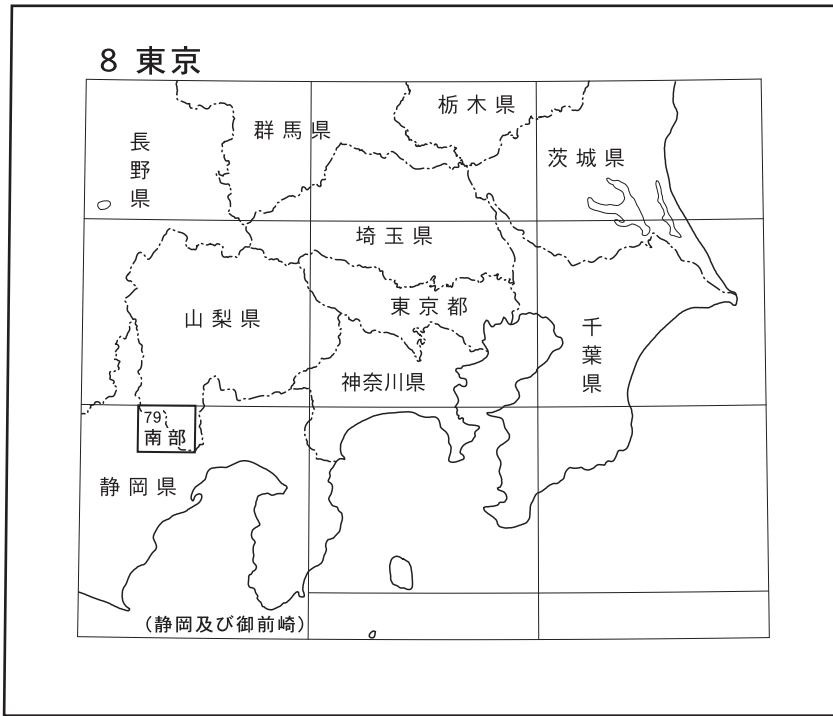 8 東京
栃木県
群馬県
長野県
茨城県
埼玉県
東京都
山梨県
千葉県
神奈川県
79
南部
静岡県
(静岡及び御前崎)